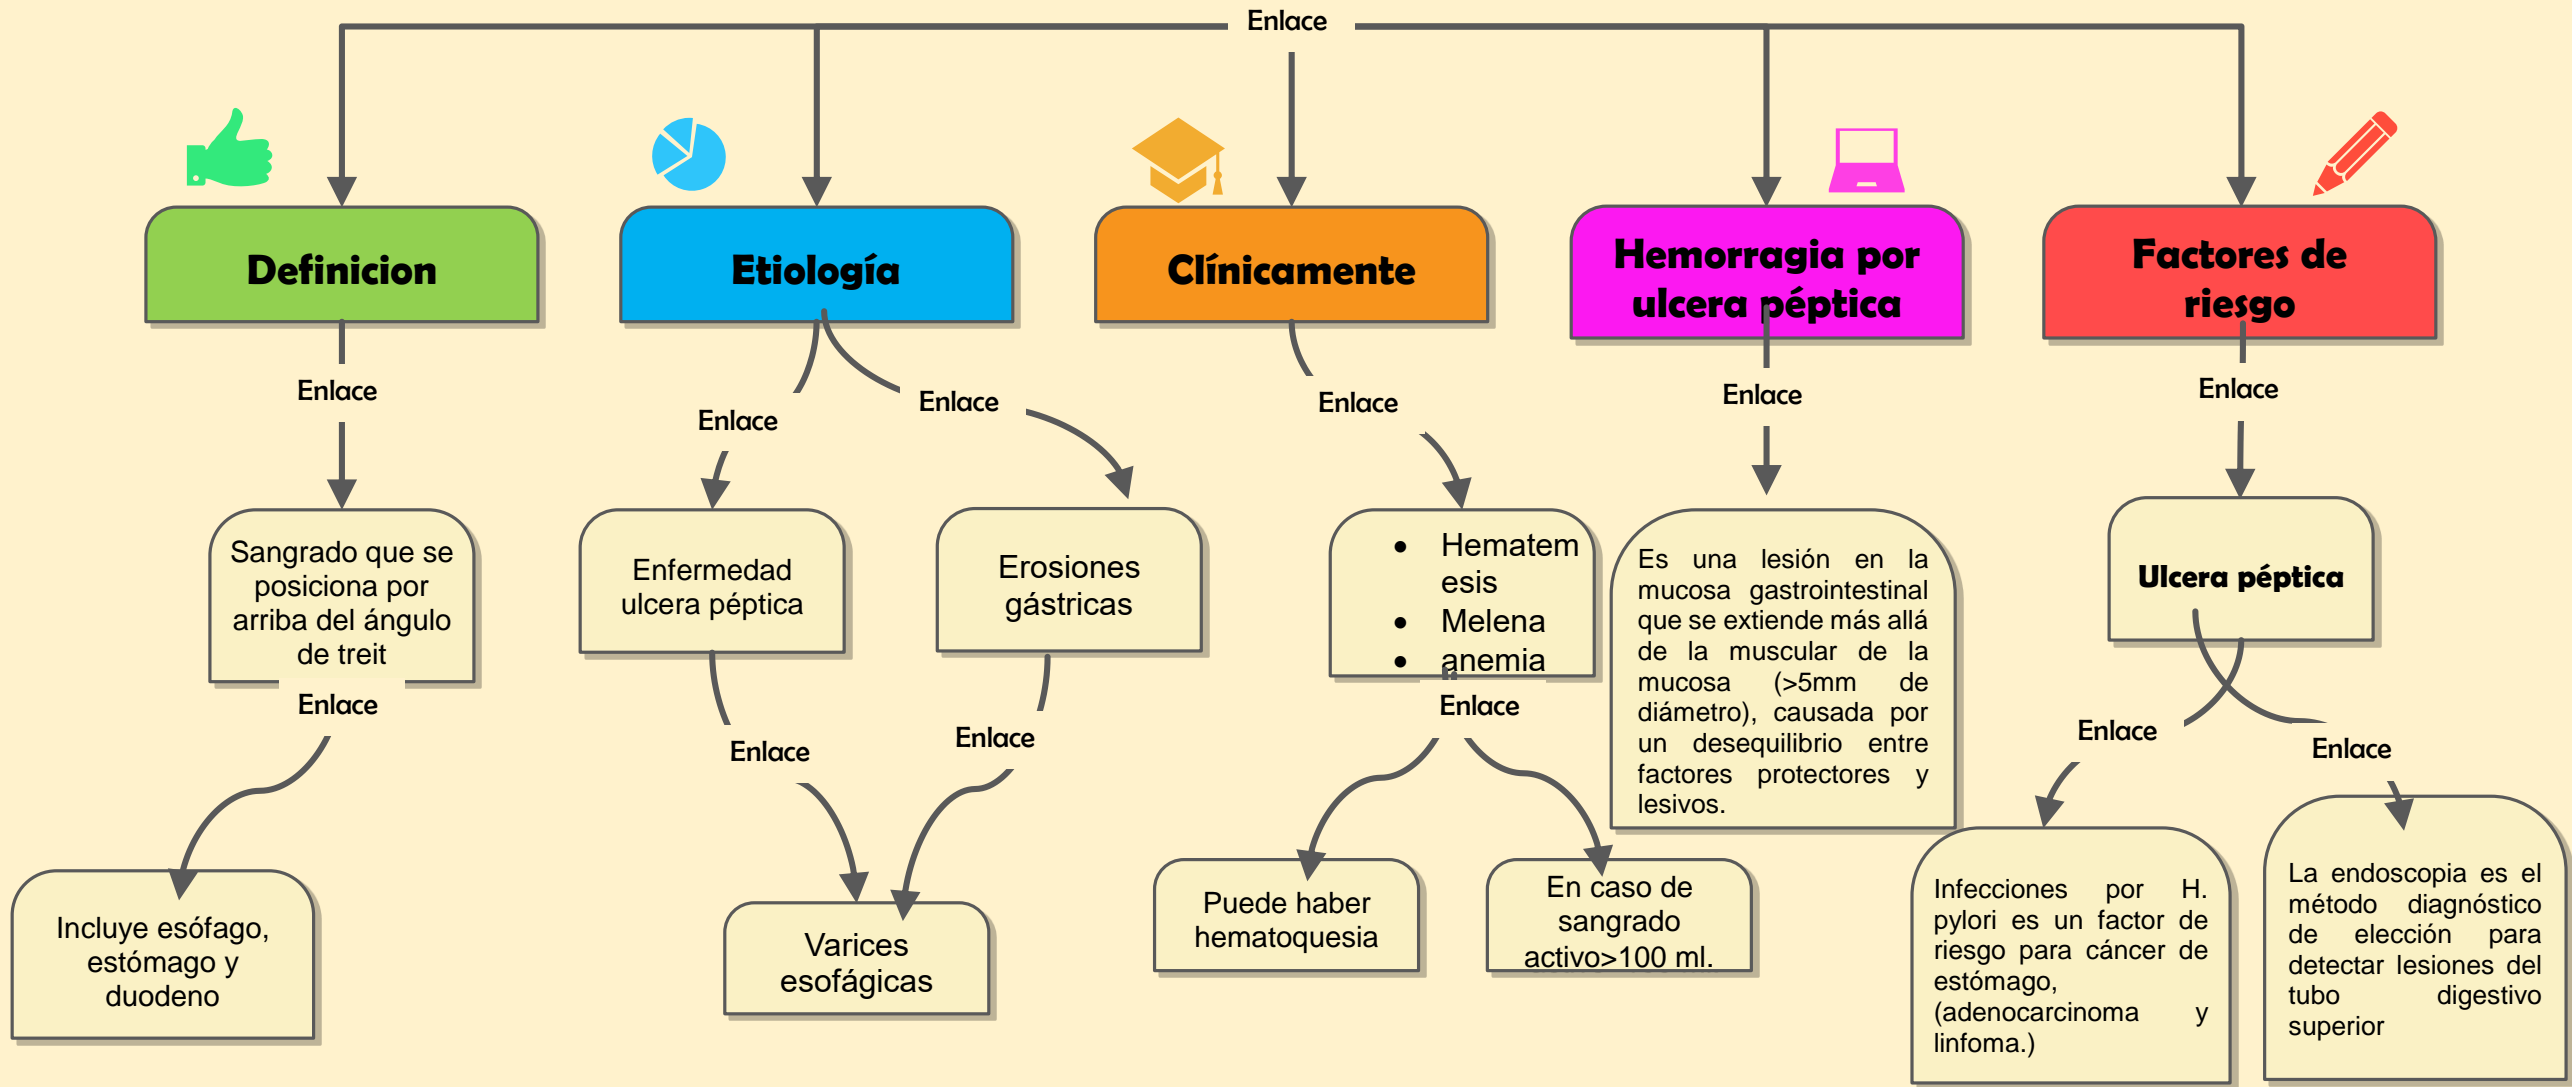 Enlace
Definicion
Etiología
Clínicamente
Hemorragia por
ulcera péptica
Factores de
riesgo
Enlace
Enlace
Enlace
Enlace
Enlace
Enlace
Sangrado que se
posiciona por
arriba del ángulo
de treit
Enfermedad
ulcera péptica
Erosiones
gástricas
• Hematem
esis
• Melena
• anemia
Es una lesión en la
mucosa gastrointestinal
que se extiende más allá
de la muscular de la
mucosa (>5mm de
diámetro), causada por
un desequilibrio entre
factores protectores y
lesivos.
Ulcera péptica
Enlace
Enlace
Enlace
Enlace
Enlace
Enlace
Incluye esófago,
estómago y
duodeno
Varices
esofágicas
Puede haber
hematoquesia
En caso de
sangrado
activo>100 ml.
Infecciones por H.
pylori es un factor de
riesgo para cáncer de
estómago,
(adenocarcinoma y
linfoma.)
La endoscopia es el
método diagnóstico
de elección para
detectar lesiones del
tubo digestivo
superior